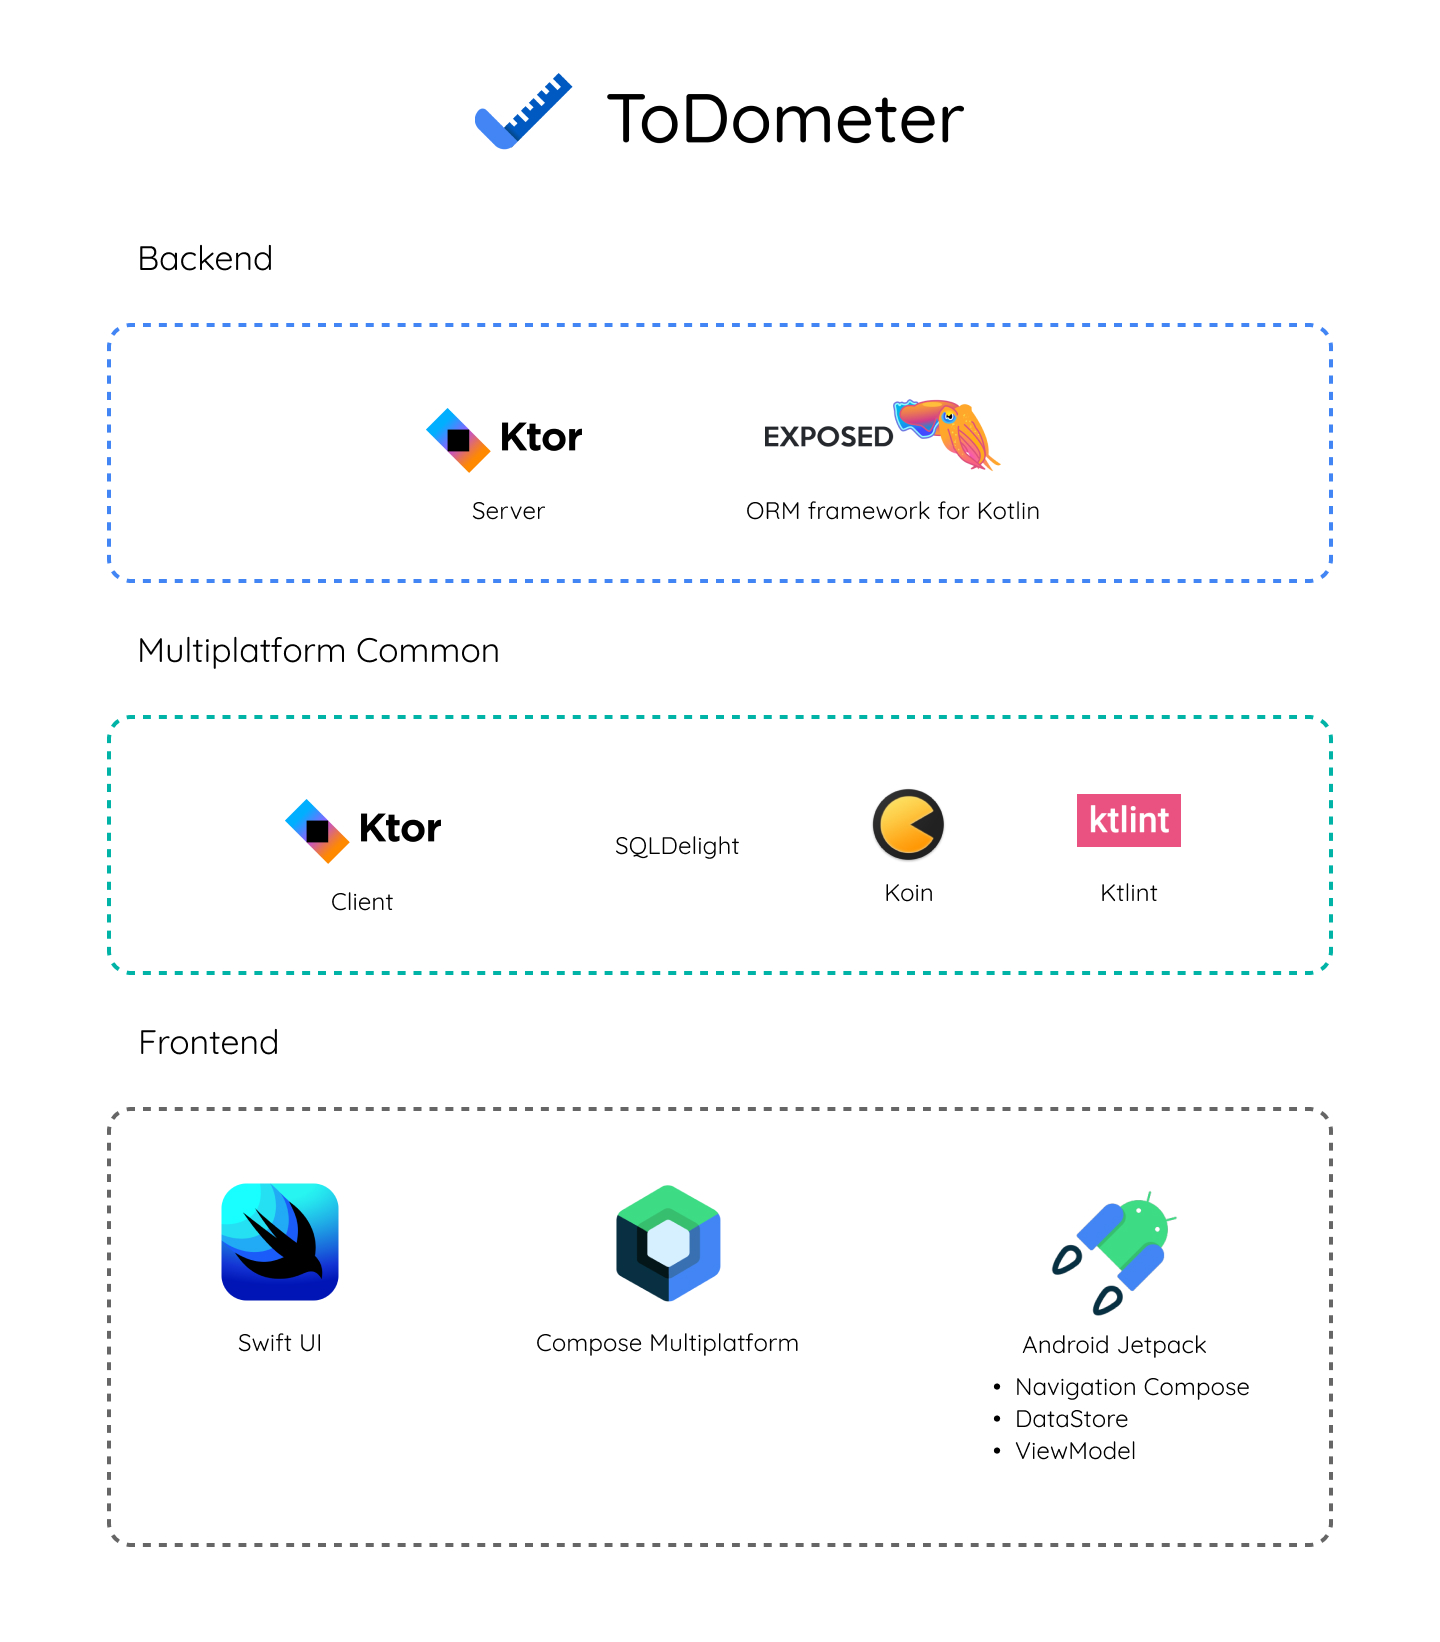 ToDometer
Backend
Ktor
EXPOSED
Server
ORM framework for Kotlin
Multiplatform Common
Ktor
Client
SQLDelight
Koin
ktlint
Ktlint
Frontend
Swift UI
Compose Multiplatform
Android Jetpack
• Navigation Compose
• DataStore
• ViewModel